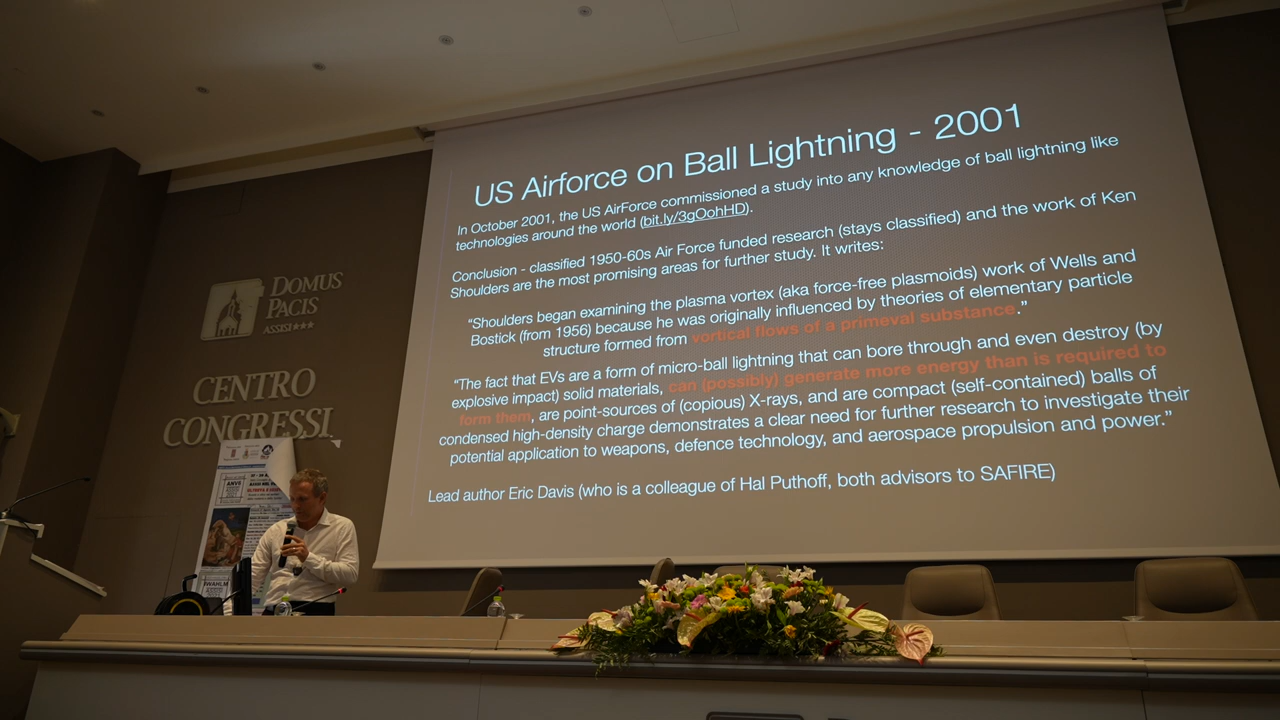 US Airforce on Ball Lightning - 2001
In October 2001, the US AirForce commissioned a study into any knowledge of ball lightning like
technologies around the world (bit.ly/3gOohHD).
Conclusion - classified 1950-60s Air Force funded research (stays classified) and the work of Ken
Shoulders are the most promising areas for further study. It writes:
“Shoulders began examining the plasma vortex (aka force-free plasmoids) work of Wells and
Bostick (from 1956) because he was originally influenced by theories of elementary particle
structure formed from vortical flows of a primeval substance.”
“The fact that EVs are a form of micro-ball lightning that can bore through and even destroy (by
explosive impact) solid materials, can (possibly) generate more energy than is required to
form them, are point-sources of (copious) X-rays, and are compact (self-contained) balls of
condensed high-density charge demonstrates a clear need for further research to investigate their
potential application to weapons, defence technology, and aerospace propulsion and power.”
Lead author Eric Davis (who is a colleague of Hal Puthoff, both advisors to SAFIRE)
DOMUS
PACIS
ASSISI★★★
CENTRO
CONGRESSI